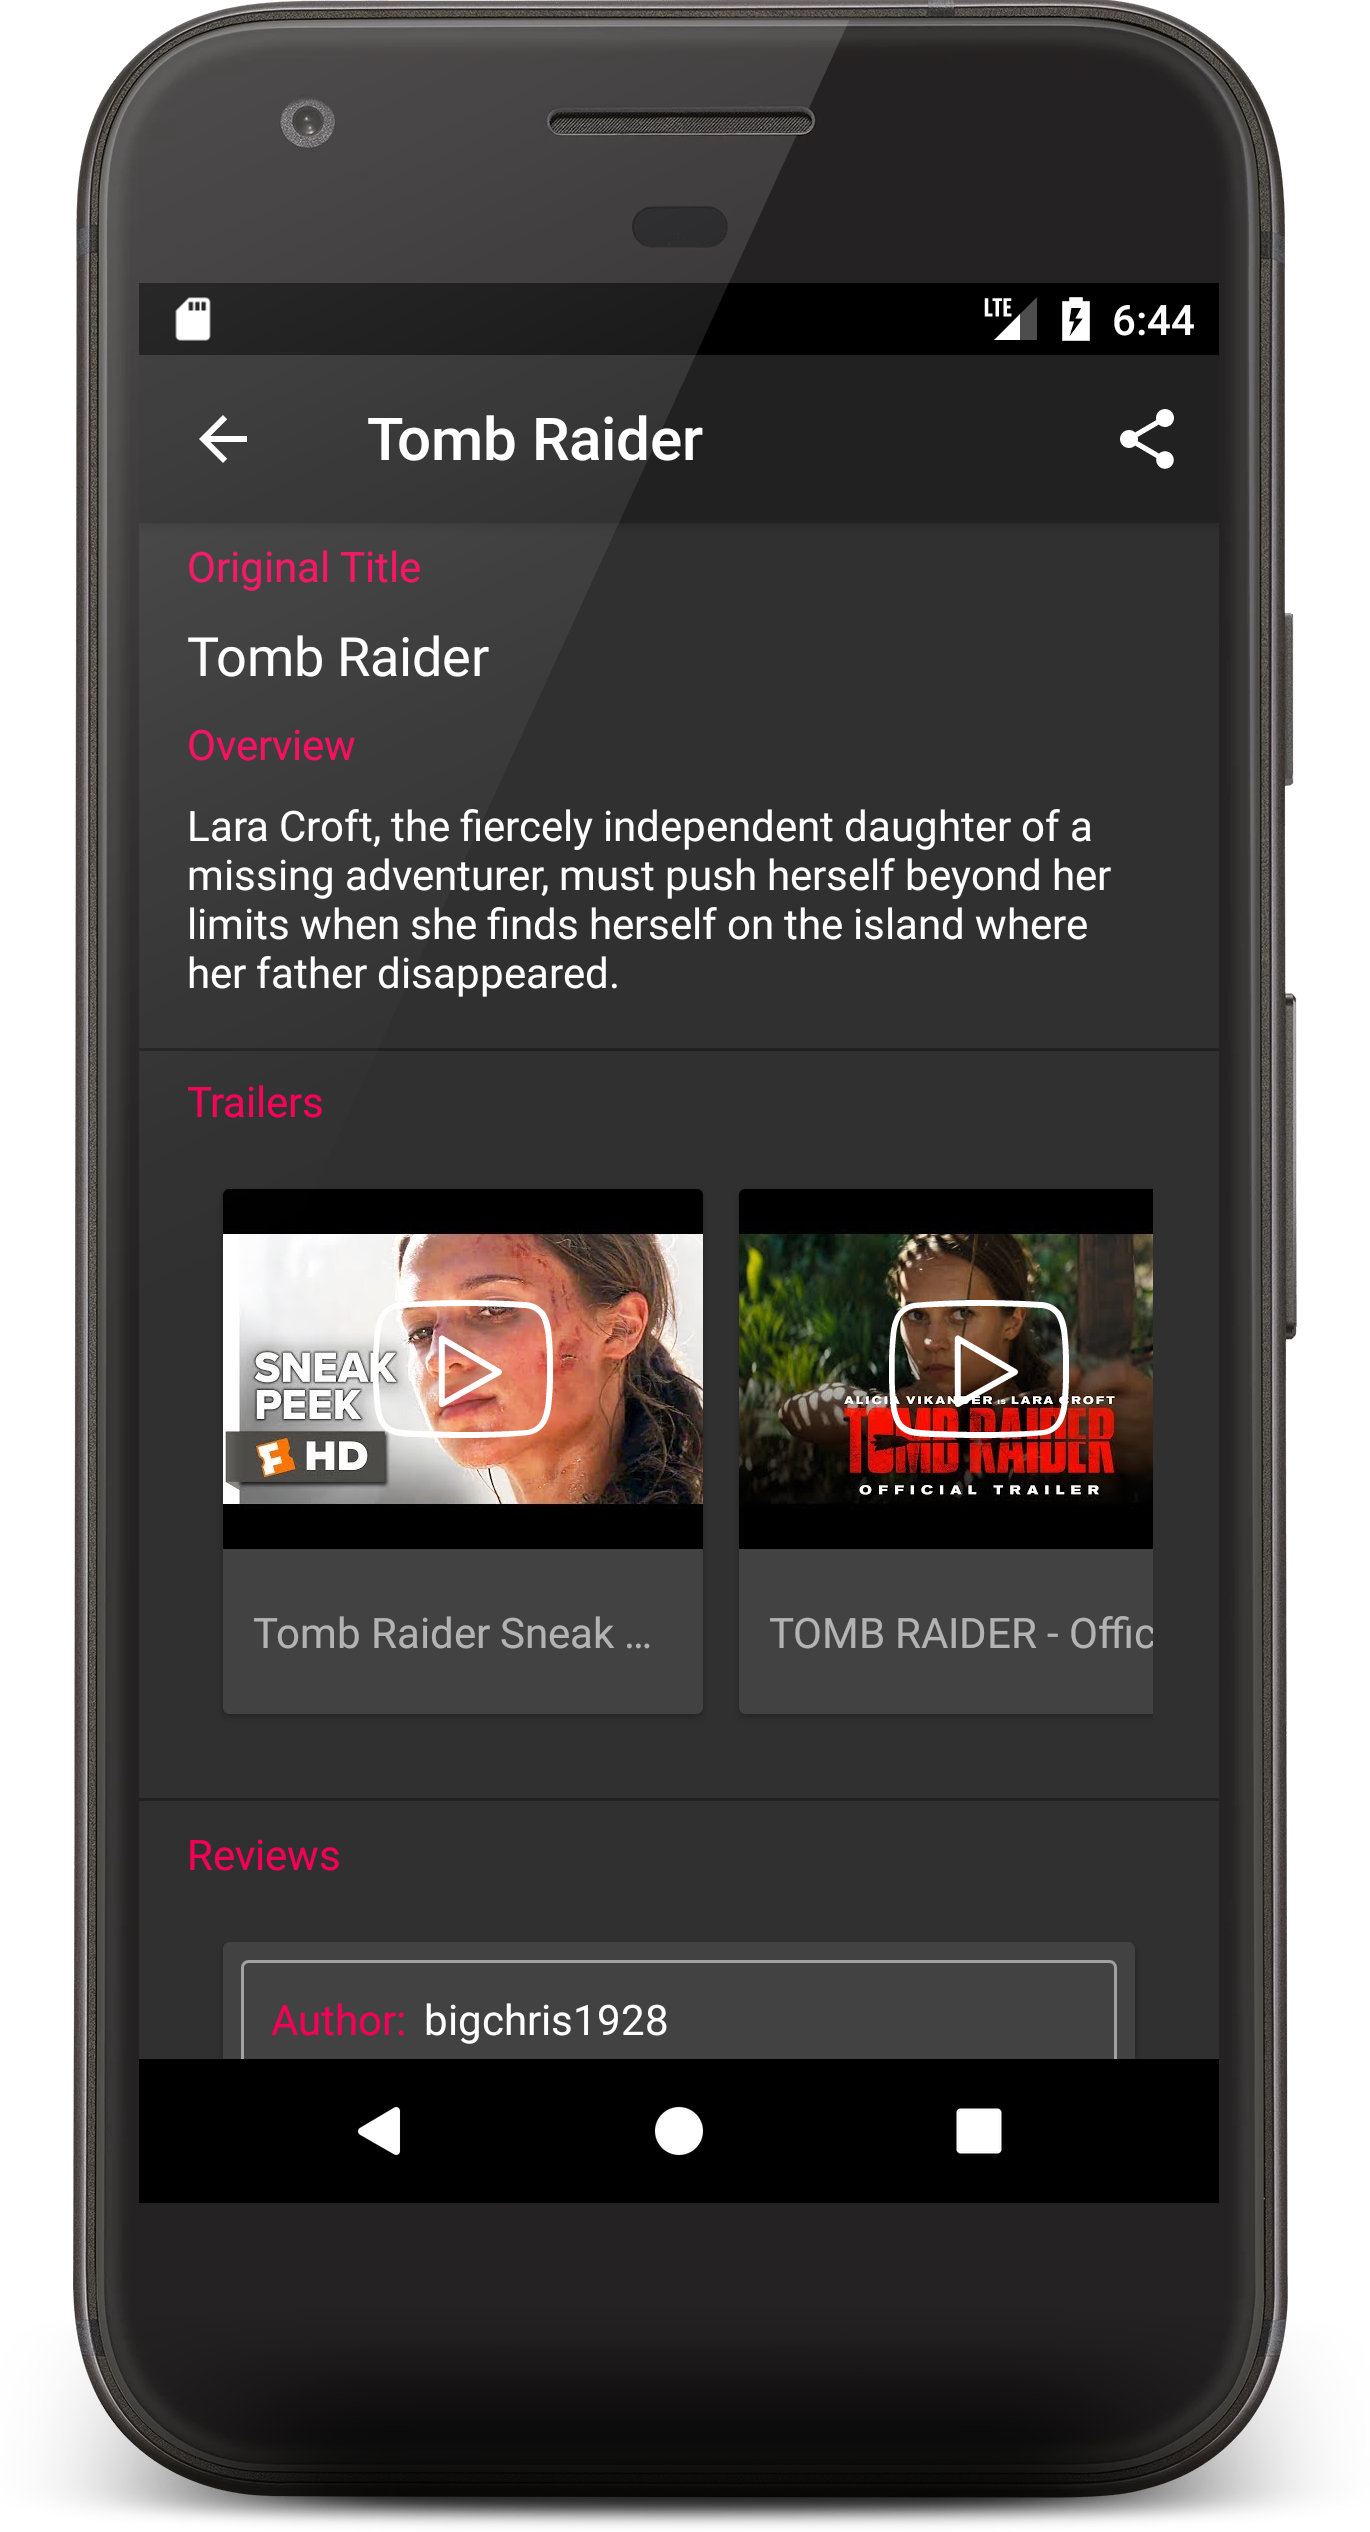 LTE 6:44
Tomb Raider
Original Title
Tomb Raider
Overview
Lara Croft, the fiercely independent daughter of a
missing adventurer, must push herself beyond her
limits when she finds herself on the island where
her father disappeared.
Trailers
SNEAK
PEEK
F HD
ALICIA VIKANDER IS LARA CROFT
TOMB RAIDER
OFFICIAL TRAILER
Tomb Raider Sneak ...
TOMB RAIDER - Offic
Reviews
Author: bigchris1928